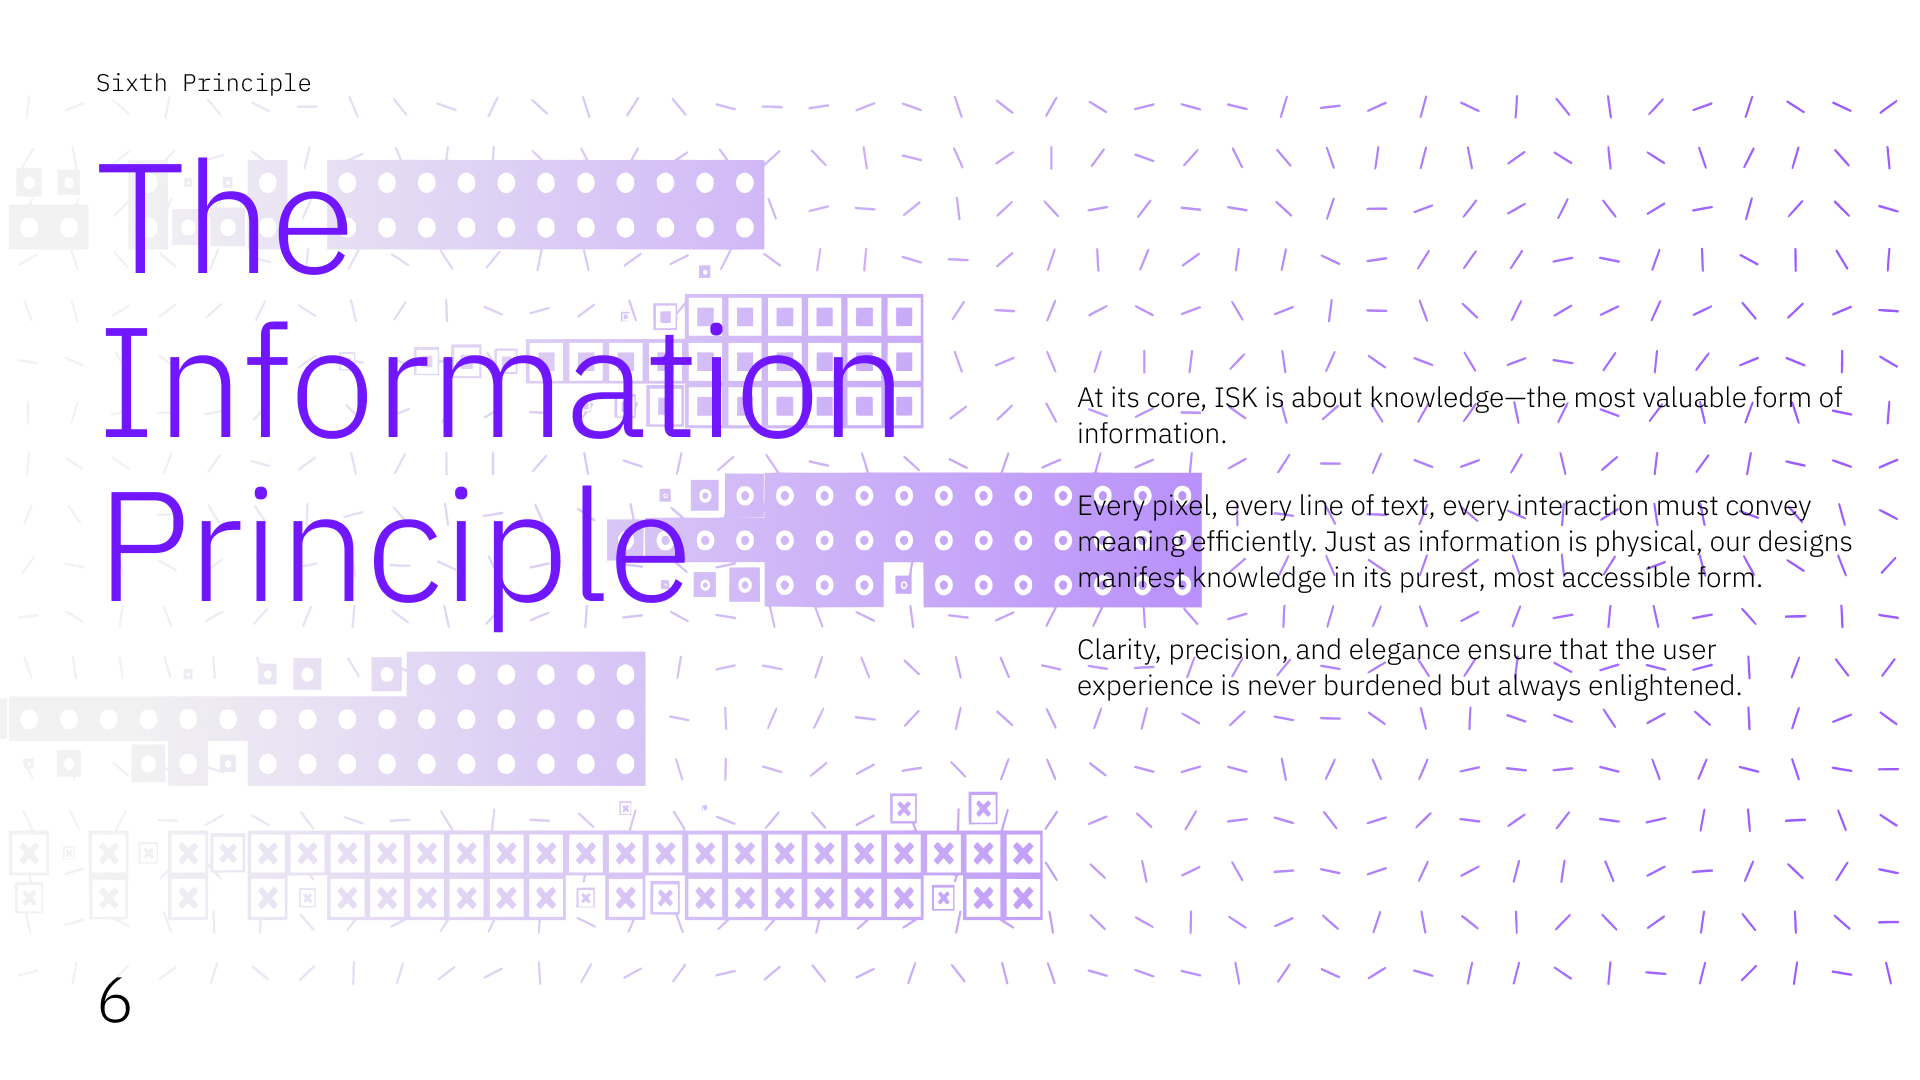 Sixth Principle
The
Information
Principle
At its core, ISK is about knowledge—the most valuable form of
information.
Every pixel, every line of text, every interaction must convey
meaning efficiently. Just as information is physical, our designs
manifest knowledge in its purest, most accessible form.
Clarity, precision, and elegance ensure that the user
experience is never burdened but always enlightened.
6